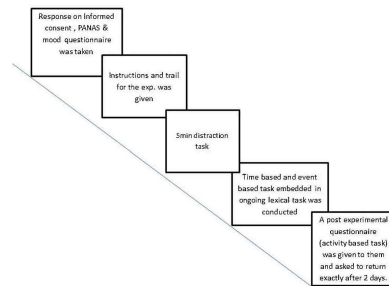 Response on Informed
consent , PANAS &
mood questionnaire
was taken
Instructions and trail
for the exp. was
given
5min distraction
task
Time based and event
based task embedded in
ongoing lexical task was
conducted
A post experimental
questionnaire
(activity based task)
was given to them
and asked to return
exactly after 2 days.